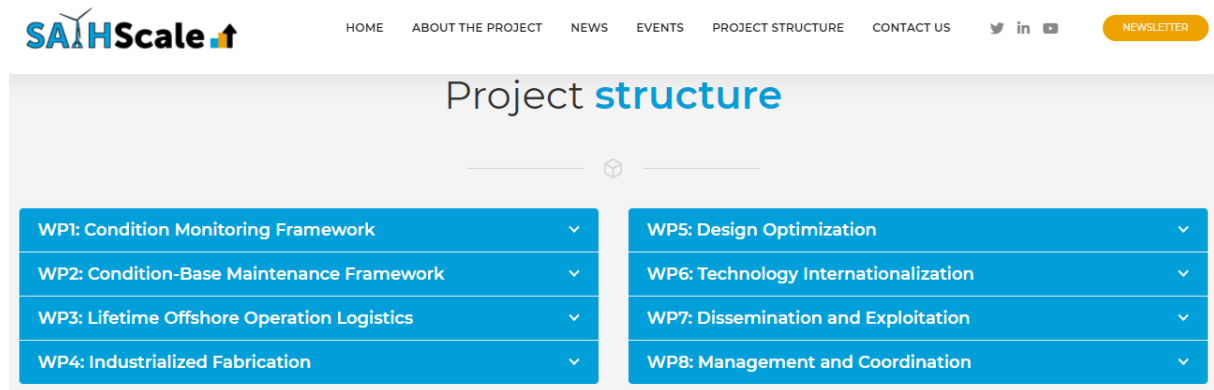 SATHScale
HOME ABOUT THE PROJECT NEWS EVENTS PROJECT STRUCTURE CONTACT US in NEWSLETTER
Project structure
WP1: Condition Monitoring Framework
WP2: Condition-Base Maintenance Framework
WP3: Lifetime Offshore Operation Logistics
WP4: Industrialized Fabrication
WP5: Design Optimization
WP6: Technology Internationalization
WP7: Dissemination and Exploitation
WP8: Management and Coordination